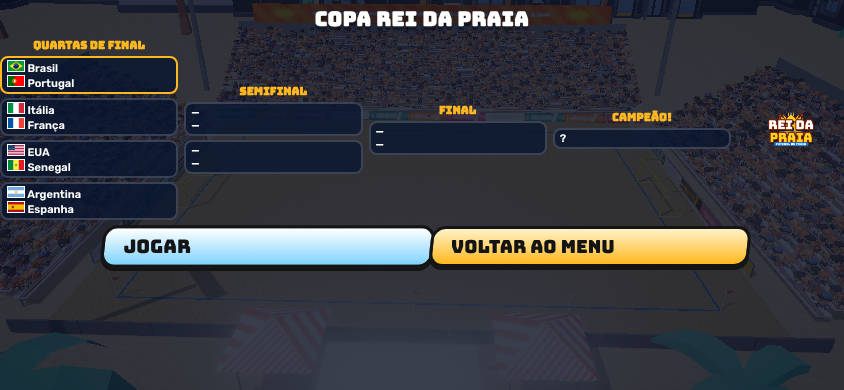 COPA REI DA PRAIA
QUARTAS DE FINAL
Brasil
Portugal
Itália
França
EUA
Senegal
Argentina
Espanha
SEMIFINAL
–
–
–
–
FINAL
–
–
CAMPEÃO!
?
REI DA
PRAIA
JOGAR
VOLTAR AO MENU